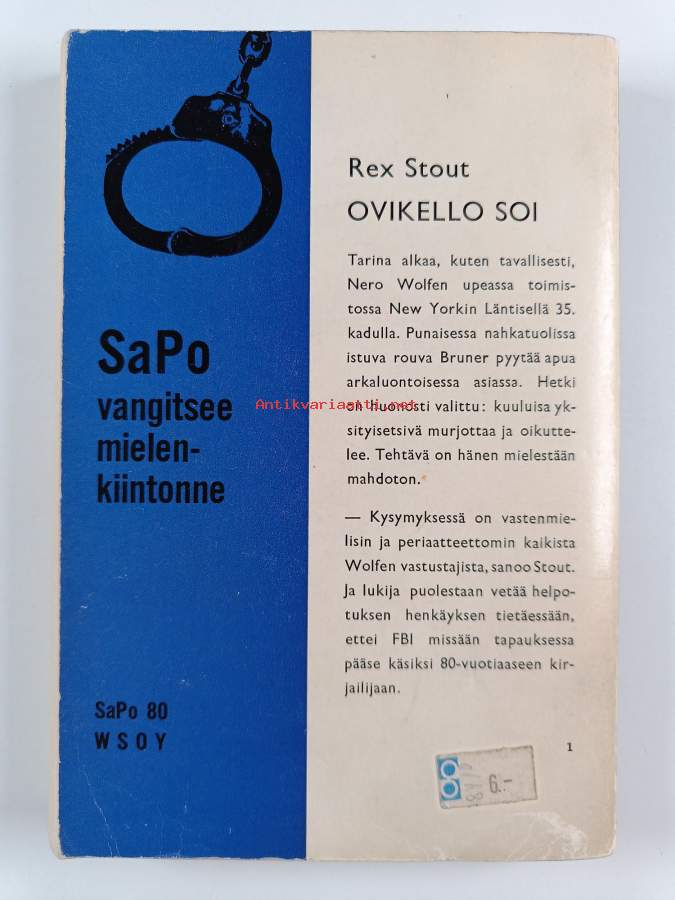 Rex Stout
OVIKELLO SOI
Tarina alkaa, kuten tavallisesti,
Nero Wolfen upeassa toimis-
tossa New Yorkin Läntisellä 35.
kadulla. Punaisessa nahkatuolissa
istuva rouva Bruner pyytää apua
arkaluontoisessa asiassa. Hetki
on huonosti valittu: kuuluisa yk-
sityisetsivä murjottaa ja oikutte-
lee. Tehtävä on hänen mielestään
mahdoton.
— Kysymyksessä on vastenmie-
lisin ja periaatteettomin kaikista
Wolfen vastustajista, sanoo Stout.
Ja lukija puolestaan vetää helpo-
tuksen henkäyksen tietäessään,
ettei FBI missään tapauksessa
pääse käsiksi 80-vuotiaaseen kir-
jailijaan.
SaPo
vangitsee
mielen-
kiintonne
SaPo 80
WSOY
1
6.-
Antikvariaatti.net